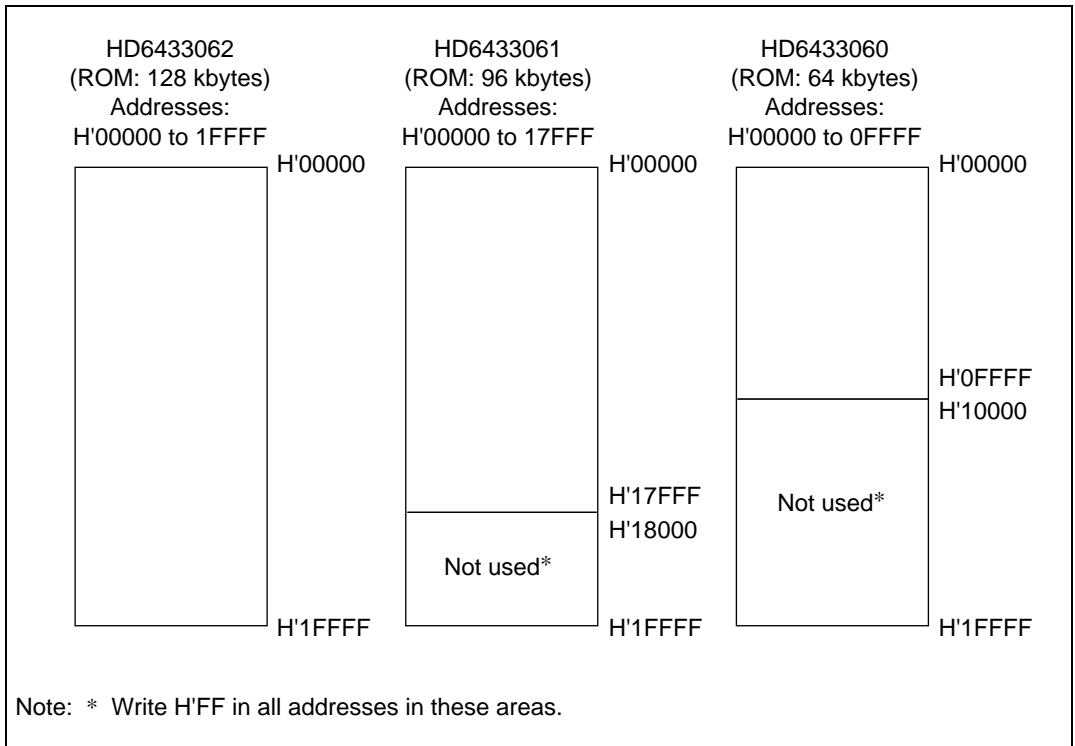 HD6433062
(ROM: 128 kbytes)
Addresses:
H'00000 to 1FFFF
H'00000
H'1FFFF
HD6433061
(ROM: 96 kbytes)
Addresses:
H'00000 to 17FFF
H'00000
H'17FFF
H'18000
Not used*
H'1FFFF
HD6433060
(ROM: 64 kbytes)
Addresses:
H'00000 to 0FFFF
H'00000
H'0FFFF
H'10000
Not used*
H'1FFFF
Note: * Write H'FF in all addresses in these areas.